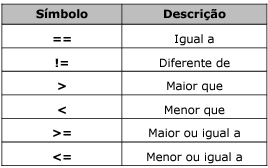 Símbolo Descrição
== Igual a
!= Diferente de
> Maior que
< Menor que
>= Maior ou igual a
<= Menor ou igual a